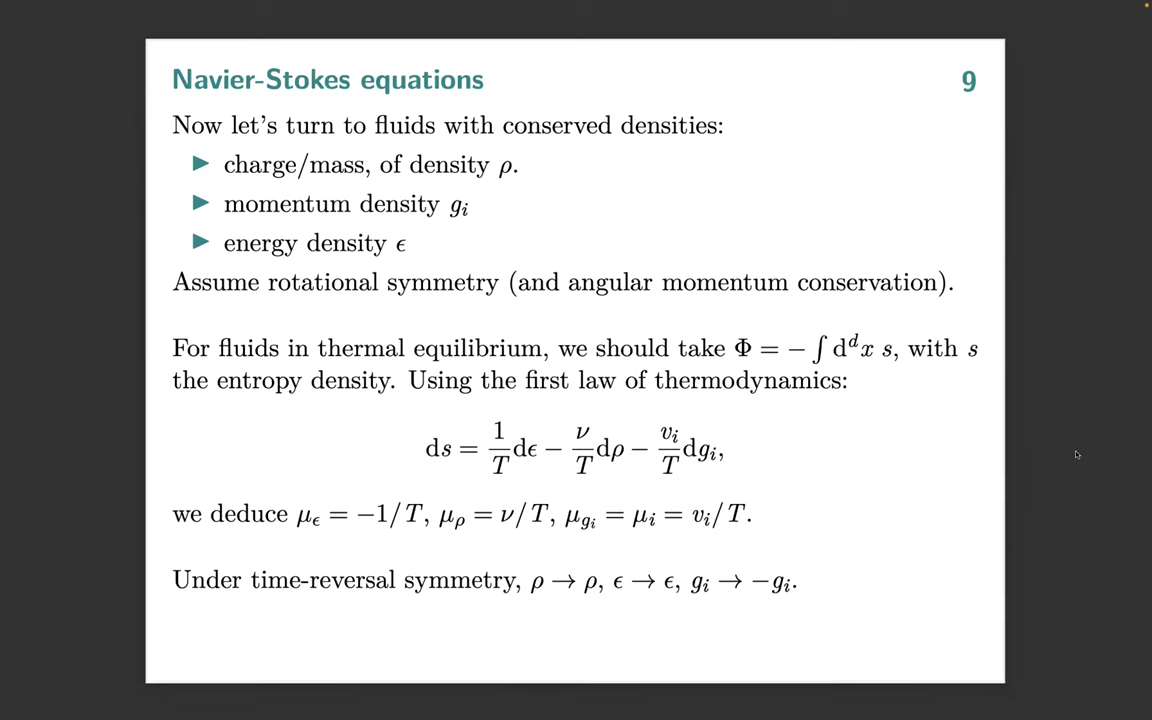 Navier-Stokes equations 9
Now let's turn to fluids with conserved densities:
▶ charge/mass, of density ρ.
▶ momentum density gᵢ
▶ energy density ϵ
Assume rotational symmetry (and angular momentum conservation).
For fluids in thermal equilibrium, we should take Φ = − ∫ dᵈx s, with s
the entropy density. Using the first law of thermodynamics:
ds = 1/T dϵ − ν/T dρ − vᵢ/T dgᵢ,
we deduce μ_ϵ = −1/T, μ_ρ = ν/T, μ_{gᵢ} = μᵢ = vᵢ/T.
Under time-reversal symmetry, ρ → ρ, ϵ → ϵ, gᵢ → −gᵢ.